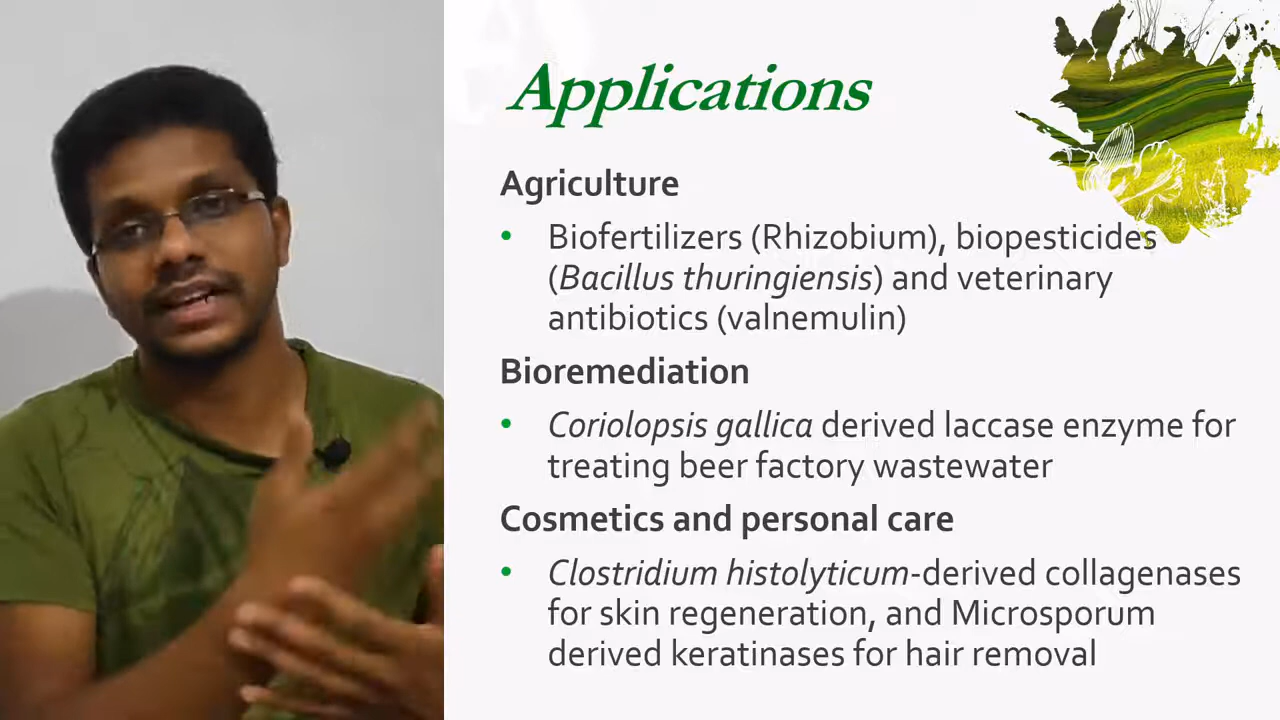 Applications
Agriculture
• Biofertilizers (Rhizobium), biopesticides
(Bacillus thuringiensis) and veterinary
antibiotics (valnemulin)
Bioremediation
• Coriolopsis gallica derived laccase enzyme for
treating beer factory wastewater
Cosmetics and personal care
• Clostridium histolyticum-derived collagenases
for skin regeneration, and Microsporum
derived keratinases for hair removal